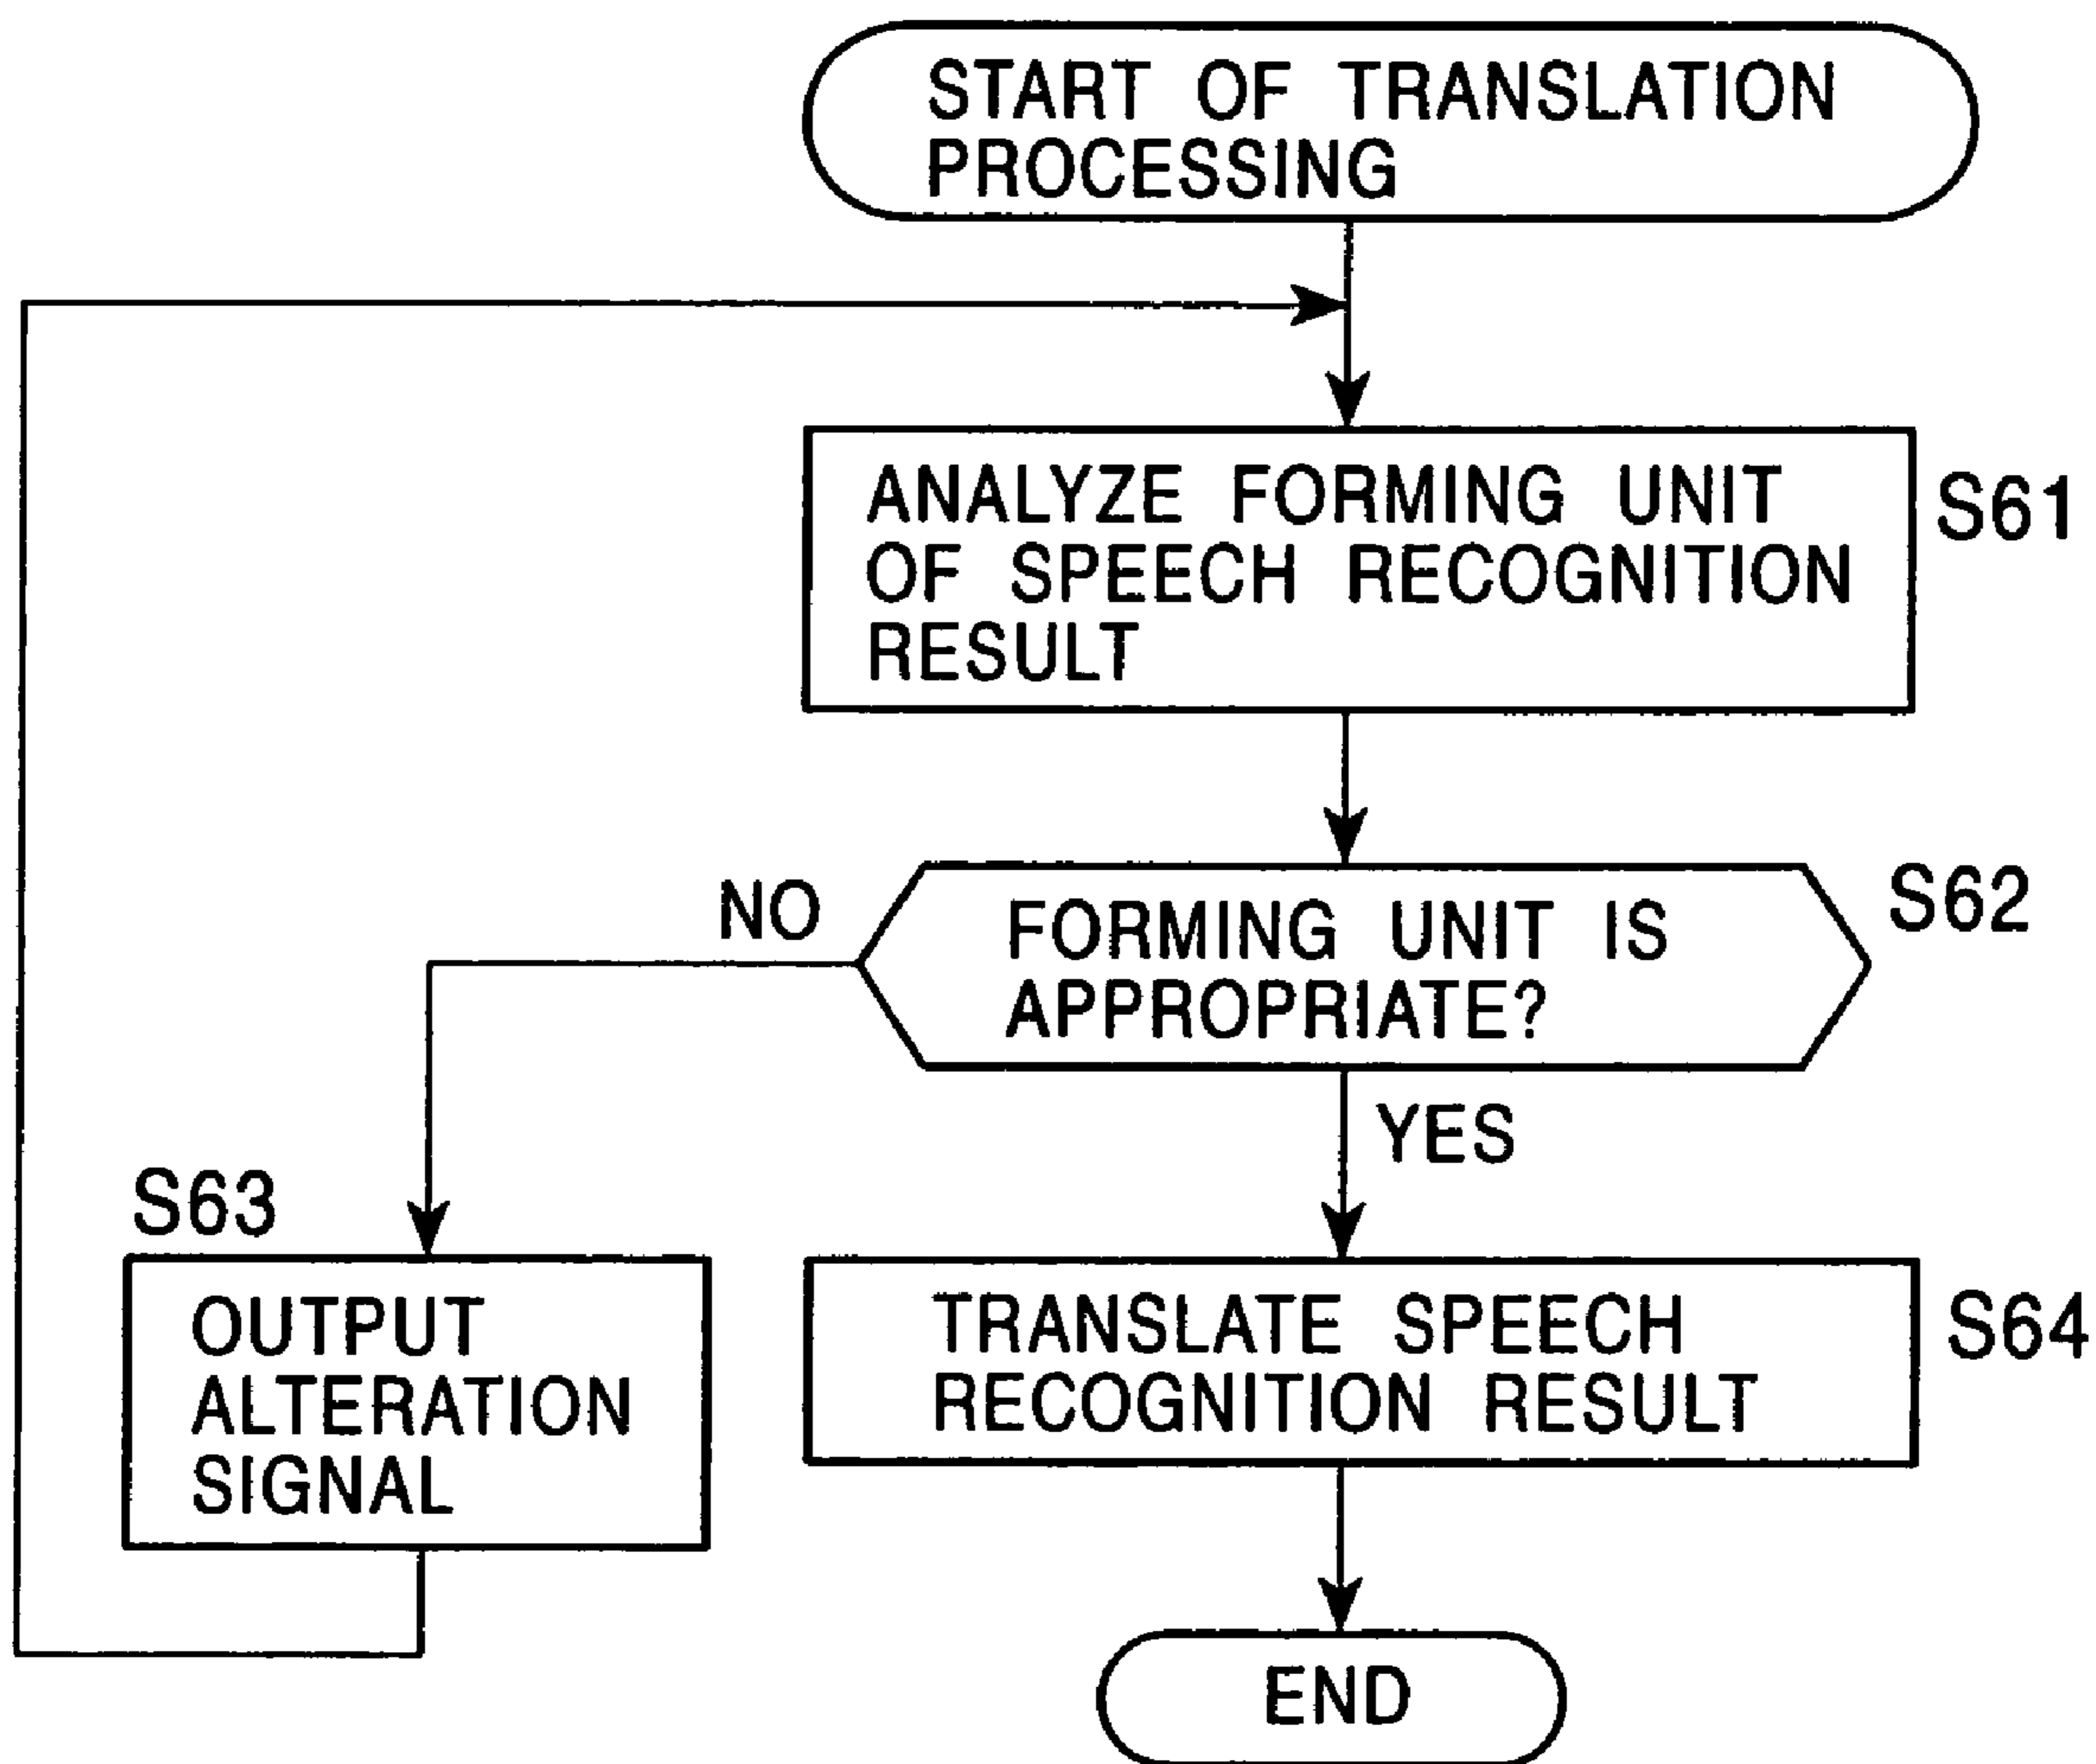 START OF TRANSLATION
PROCESSING
ANALYZE FORMING UNIT
OF SPEECH RECOGNITION
RESULT
S61
NO
FORMING UNIT IS
APPROPRIATE?
S62
YES
S63
OUTPUT
ALTERATION
SIGNAL
TRANSLATE SPEECH
RECOGNITION RESULT
S64
END